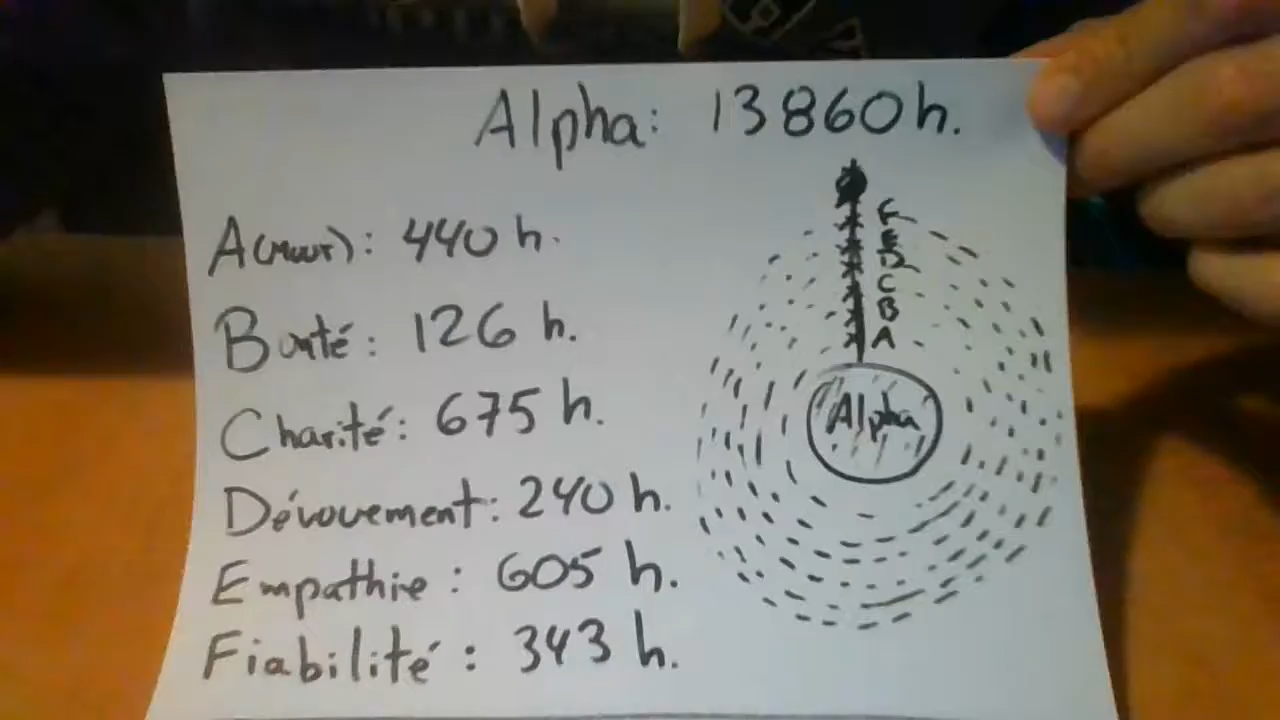 Alpha: 13860 h.
A(mour): 440 h.
Bonté: 126 h.
Charité: 675 h.
Dévouement: 240 h.
Empathie: 605 h.
Fiabilité: 343 h.
F
E
D
C
B
A
Alpha